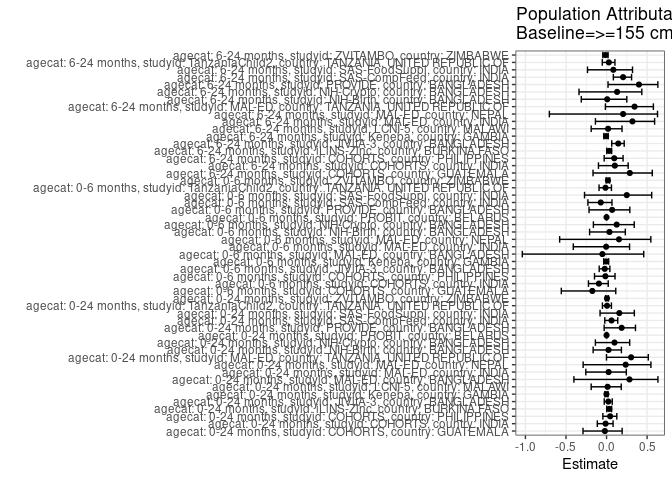 Population Attributa
Baseline=>=155 cm
agecat: 6-24 months, studyid: ZVITAMBO, country: ZIMBABWE
agecat: 6-24 months, studyid: TanzaniaChild2, country: TANZANIA, UNITED REPUBLIC OF
agecat: 6-24 months, studyid: SAS-FoodSuppl, country: INDIA
agecat: 6-24 months, studyid: SAS-CompFeed, country: INDIA
agecat: 6-24 months, studyid: PROVIDE, country: BANGLADESH
agecat: 6-24 months, studyid: NIH-Crypto, country: BANGLADESH
agecat: 6-24 months, studyid: NIH-Birth, country: BANGLADESH
agecat: 6-24 months, studyid: MAL-ED, country: TANZANIA, UNITED REPUBLIC OF
agecat: 6-24 months, studyid: MAL-ED, country: NEPAL
agecat: 6-24 months, studyid: MAL-ED, country: INDIA
agecat: 6-24 months, studyid: LCNI-5, country: MALAWI
agecat: 6-24 months, studyid: Keneba, country: GAMBIA
agecat: 6-24 months, studyid: JiVitA-3, country: BANGLADESH
agecat: 6-24 months, studyid: iLiNS-Zinc, country: BURKINA FASO
agecat: 6-24 months, studyid: COHORTS, country: PHILIPPINES
agecat: 6-24 months, studyid: COHORTS, country: INDIA
agecat: 6-24 months, studyid: COHORTS, country: GUATEMALA
agecat: 0-6 months, studyid: ZVITAMBO, country: ZIMBABWE
agecat: 0-6 months, studyid: TanzaniaChild2, country: TANZANIA, UNITED REPUBLIC OF
agecat: 0-6 months, studyid: SAS-FoodSuppl, country: INDIA
agecat: 0-6 months, studyid: SAS-CompFeed, country: INDIA
agecat: 0-6 months, studyid: PROVIDE, country: BANGLADESH
agecat: 0-6 months, studyid: PROBIT, country: BELARUS
agecat: 0-6 months, studyid: NIH-Crypto, country: BANGLADESH
agecat: 0-6 months, studyid: NIH-Birth, country: BANGLADESH
agecat: 0-6 months, studyid: MAL-ED, country: NEPAL
agecat: 0-6 months, studyid: MAL-ED, country: INDIA
agecat: 0-6 months, studyid: MAL-ED, country: BANGLADESH
agecat: 0-6 months, studyid: Keneba, country: GAMBIA
agecat: 0-6 months, studyid: JiVitA-3, country: BANGLADESH
agecat: 0-6 months, studyid: COHORTS, country: PHILIPPINES
agecat: 0-6 months, studyid: COHORTS, country: INDIA
agecat: 0-6 months, studyid: COHORTS, country: GUATEMALA
agecat: 0-24 months, studyid: ZVITAMBO, country: ZIMBABWE
agecat: 0-24 months, studyid: TanzaniaChild2, country: TANZANIA, UNITED REPUBLIC OF
agecat: 0-24 months, studyid: SAS-FoodSuppl, country: INDIA
agecat: 0-24 months, studyid: SAS-CompFeed, country: INDIA
agecat: 0-24 months, studyid: PROVIDE, country: BANGLADESH
agecat: 0-24 months, studyid: PROBIT, country: BELARUS
agecat: 0-24 months, studyid: NIH-Crypto, country: BANGLADESH
agecat: 0-24 months, studyid: NIH-Birth, country: BANGLADESH
agecat: 0-24 months, studyid: MAL-ED, country: TANZANIA, UNITED REPUBLIC OF
agecat: 0-24 months, studyid: MAL-ED, country: NEPAL
agecat: 0-24 months, studyid: MAL-ED, country: INDIA
agecat: 0-24 months, studyid: MAL-ED, country: BANGLADESH
agecat: 0-24 months, studyid: LCNI-5, country: MALAWI
agecat: 0-24 months, studyid: Keneba, country: GAMBIA
agecat: 0-24 months, studyid: JiVitA-3, country: BANGLADESH
agecat: 0-24 months, studyid: iLiNS-Zinc, country: BURKINA FASO
agecat: 0-24 months, studyid: COHORTS, country: PHILIPPINES
agecat: 0-24 months, studyid: COHORTS, country: INDIA
agecat: 0-24 months, studyid: COHORTS, country: GUATEMALA
-1.0 -0.5 0.0 0.5
Estimate